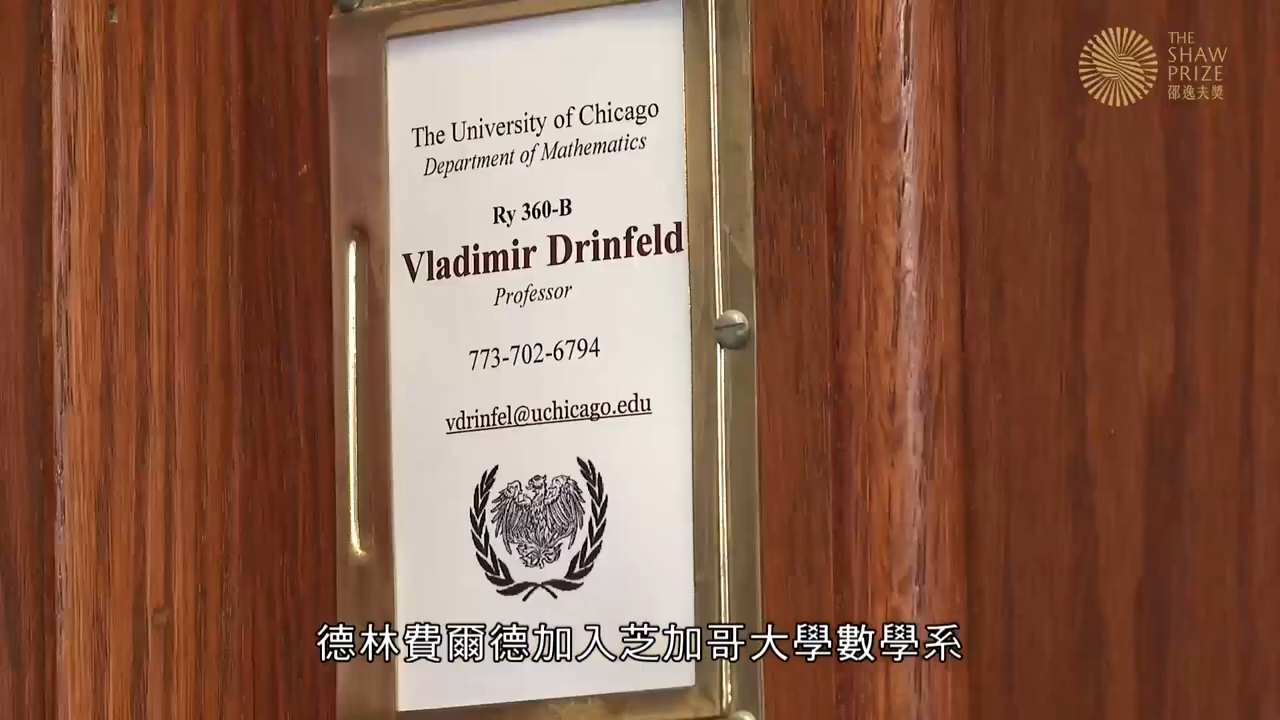 The University of Chicago
Department of Mathematics
Ry 360-B
Vladimir Drinfeld
Professor
773-702-6794
vdrinfel@uchicago.edu
THE
SHAW
PRIZE
邵逸夫獎
德林費爾德加入芝加哥大學數學系